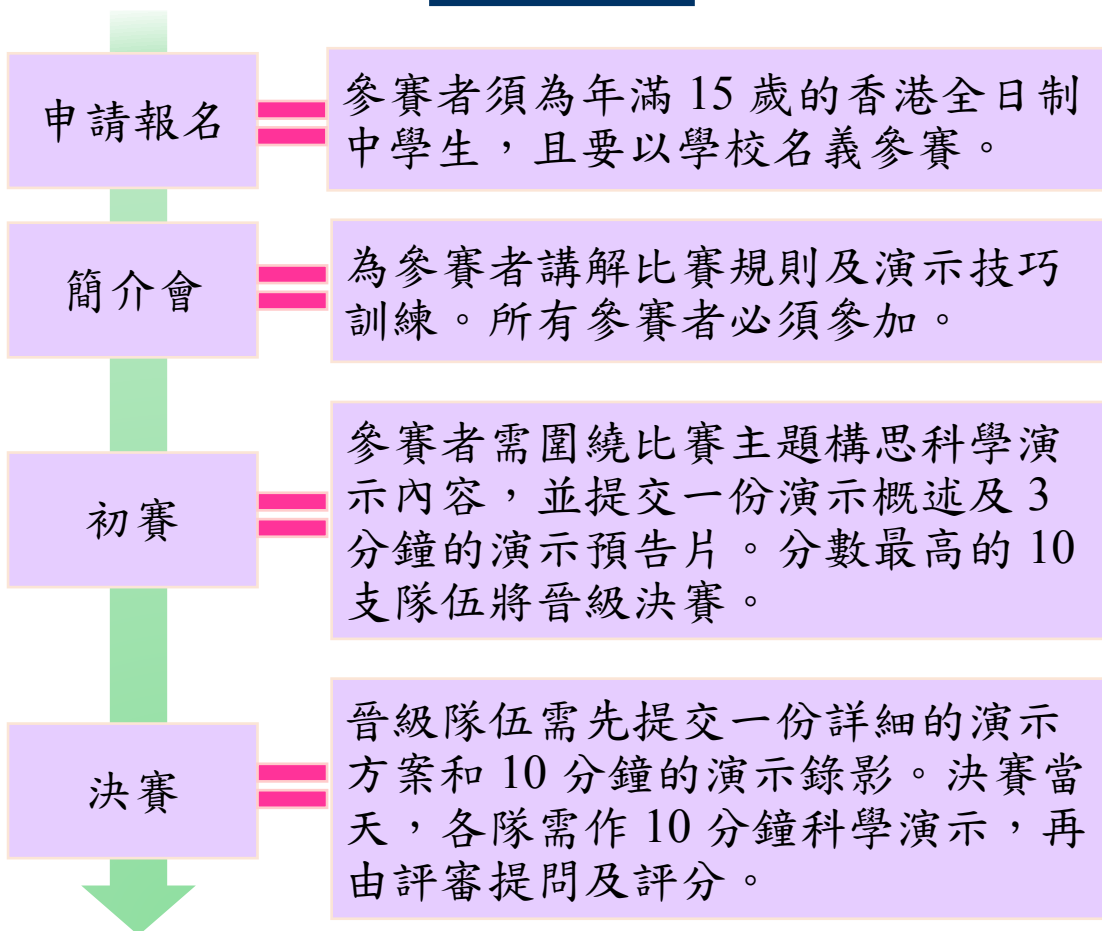 申請報名
參賽者須為年滿 15 歲的香港全日制
中學生，且要以學校名義參賽。
簡介會
為參賽者講解比賽規則及演示技巧
訓練。所有參賽者必須參加。
初賽
參賽者需圍繞比賽主題構思科學演
示內容，並提交一份演示概述及 3
分鐘的演示預告片。分數最高的 10
支隊伍將晉級決賽。
決賽
晉級隊伍需先提交一份詳細的演示
方案和 10 分鐘的演示錄影。決賽當
天，各隊需作 10 分鐘科學演示，再
由評審提問及評分。